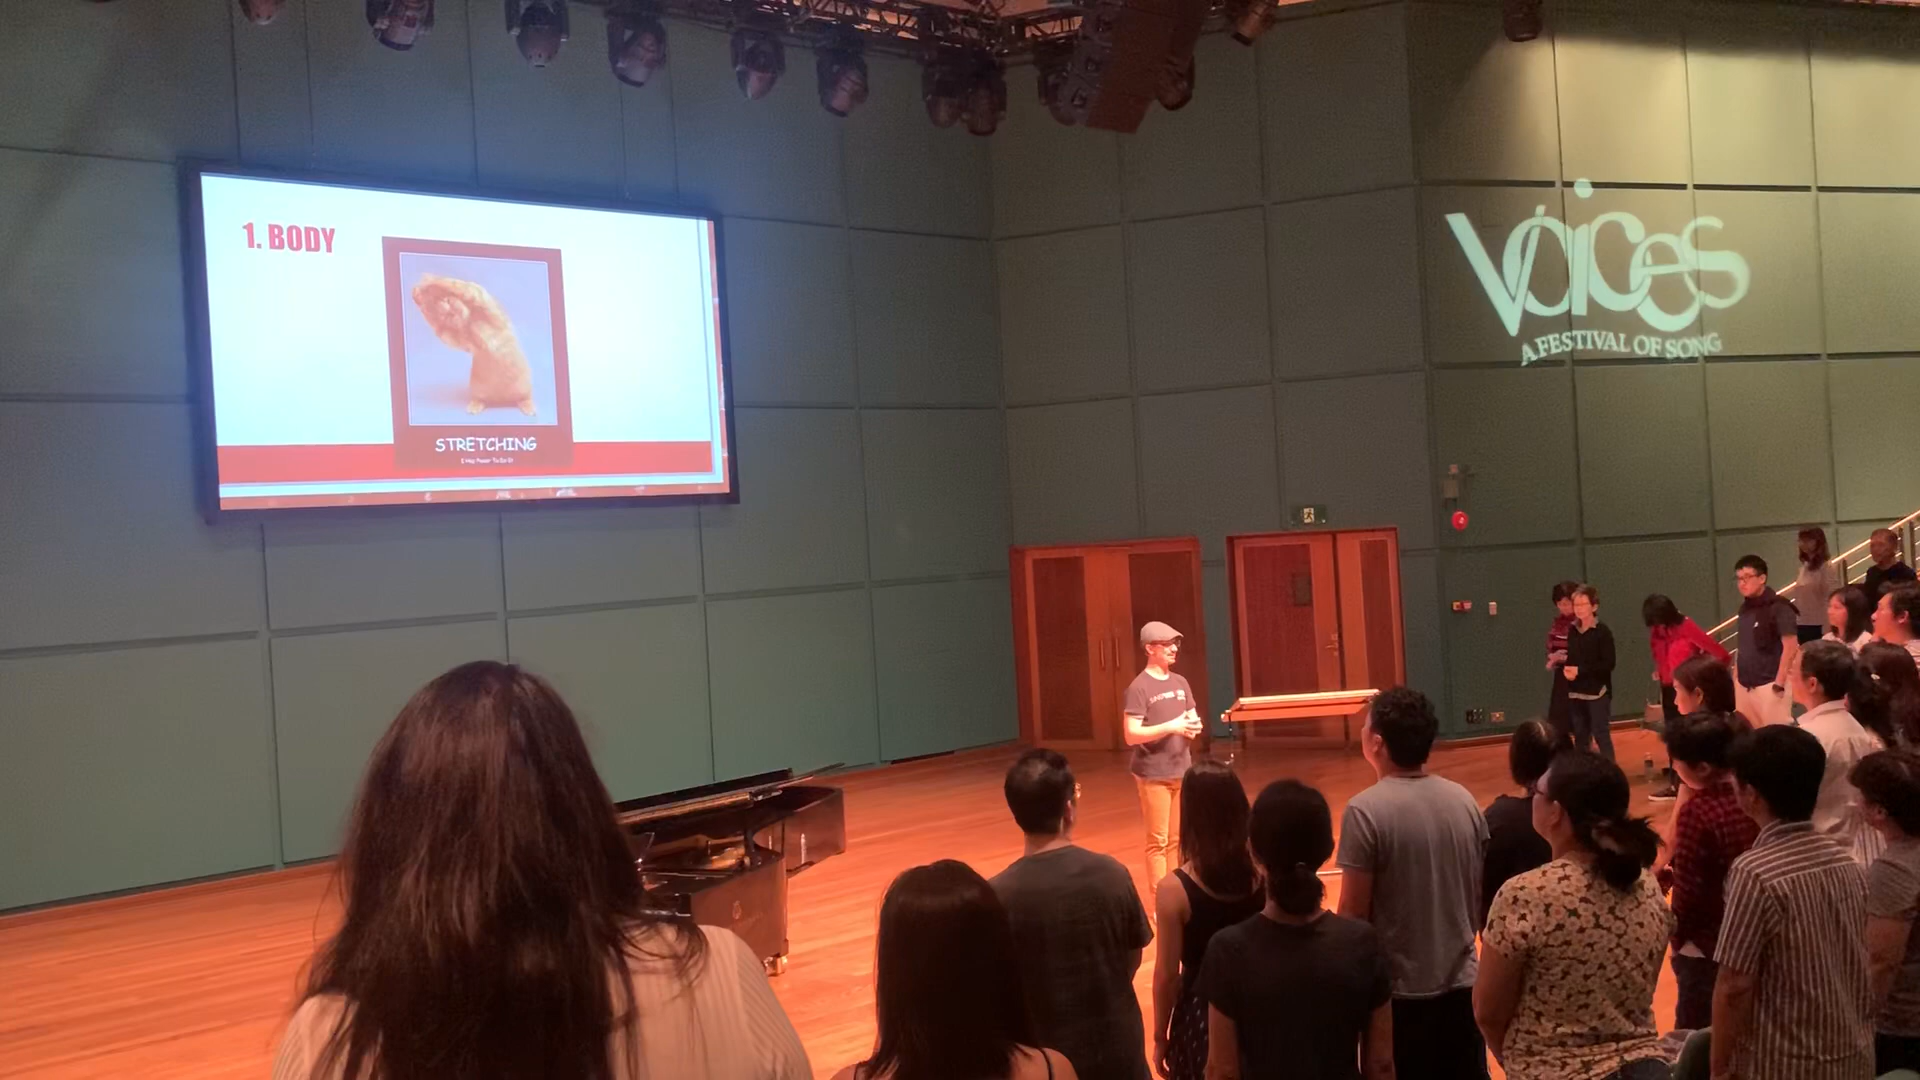 1. BODY
STRETCHING
Voices
A FESTIVAL OF SONG